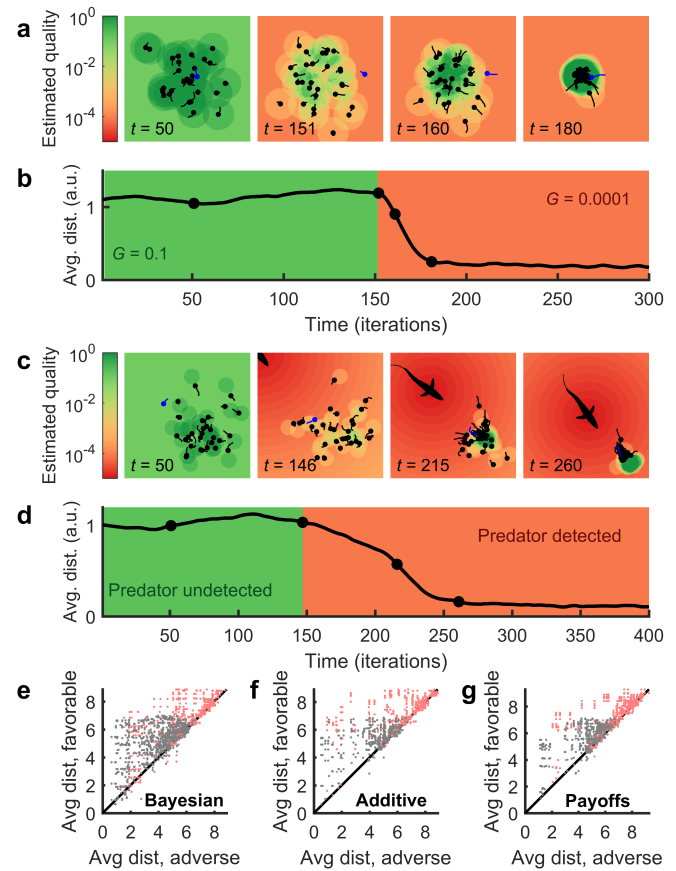 a
Estimated quality
10⁰
10⁻²
10⁻⁴
t = 50
t = 151
t = 160
t = 180
b
Avg. dist. (a.u.)
1
0
G = 0.1
G = 0.0001
50 100 150 200 250 300
Time (iterations)
c
Estimated quality
10⁰
10⁻²
10⁻⁴
t = 50
t = 146
t = 215
t = 260
d
Avg. dist. (a.u.)
1
0
Predator undetected
Predator detected
50 100 150 200 250 300 350 400
Time (iterations)
e
Avg dist, favorable
8
6
4
2
0
Bayesian
0 2 4 6 8
Avg dist, adverse
f
Avg dist, favorable
8
6
4
2
0
Additive
0 2 4 6 8
Avg dist, adverse
g
Avg dist, favorable
8
6
4
2
0
Payoffs
0 2 4 6 8
Avg dist, adverse